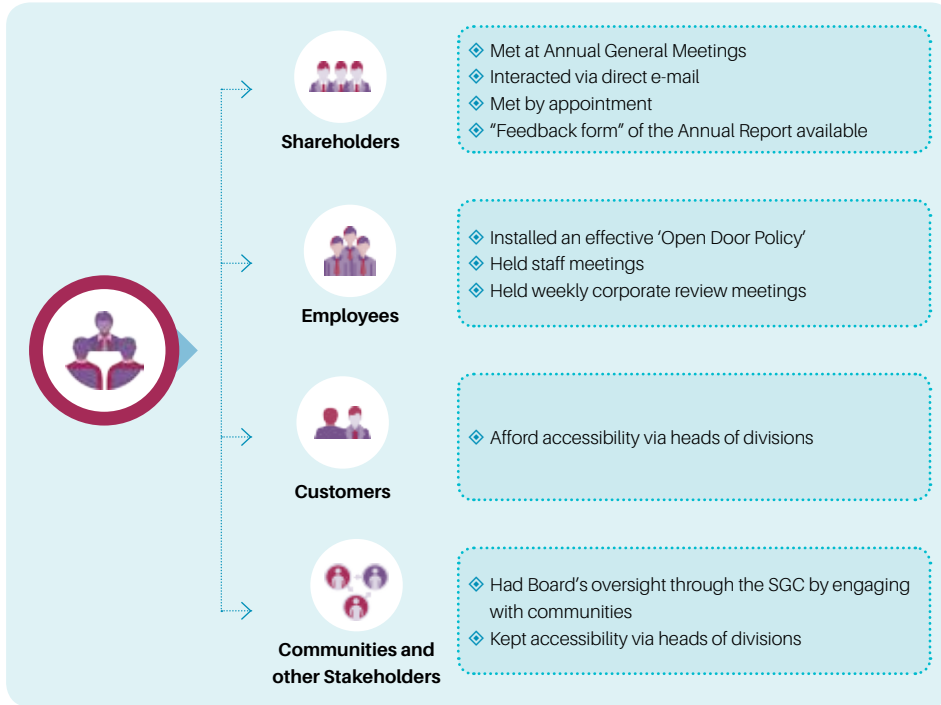 Shareholders
Met at Annual General Meetings
Interacted via direct e-mail
Met by appointment
“Feedback form” of the Annual Report available
Employees
Installed an effective ‘Open Door Policy’
Held staff meetings
Held weekly corporate review meetings
Customers
Afford accessibility via heads of divisions
Communities and
other Stakeholders
Had Board’s oversight through the SGC by engaging
with communities
Kept accessibility via heads of divisions